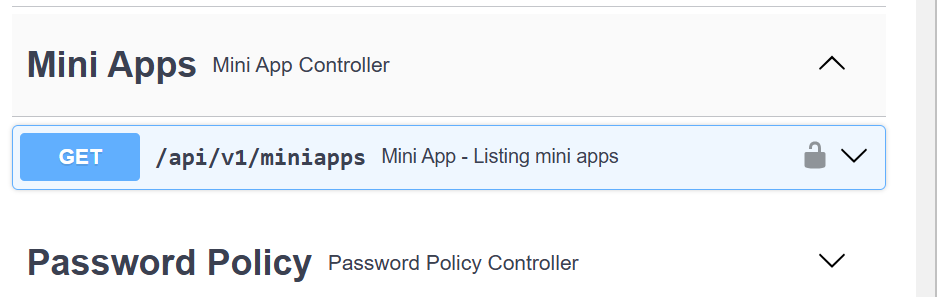 Mini Apps Mini App Controller
GET /api/v1/miniapps Mini App - Listing mini apps
Password Policy Password Policy Controller